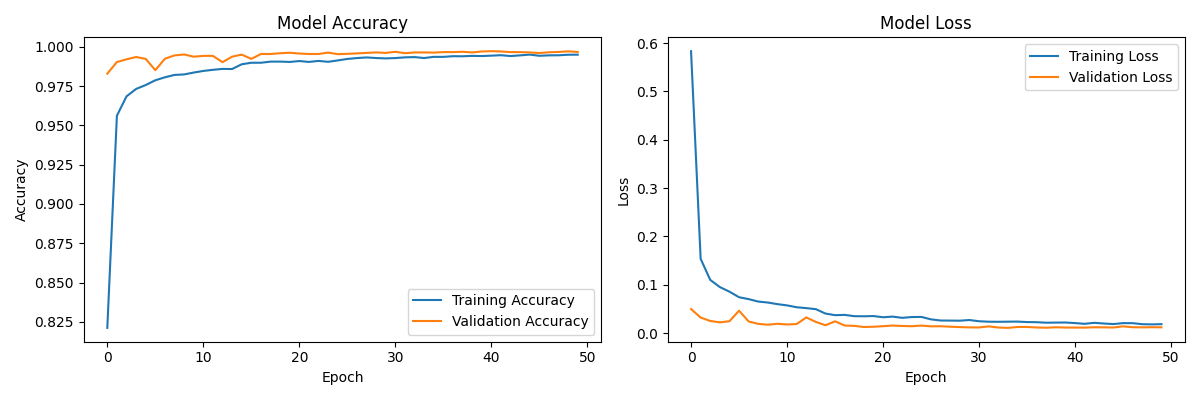 Model Accuracy
1.000
0.975
0.950
0.925
0.900
0.875
0.850
0.825
Accuracy
0 10 20 30 40 50
Epoch
Training Accuracy
Validation Accuracy
Model Loss
0.6
0.5
0.4
0.3
0.2
0.1
0.0
Loss
0 10 20 30 40 50
Epoch
Training Loss
Validation Loss